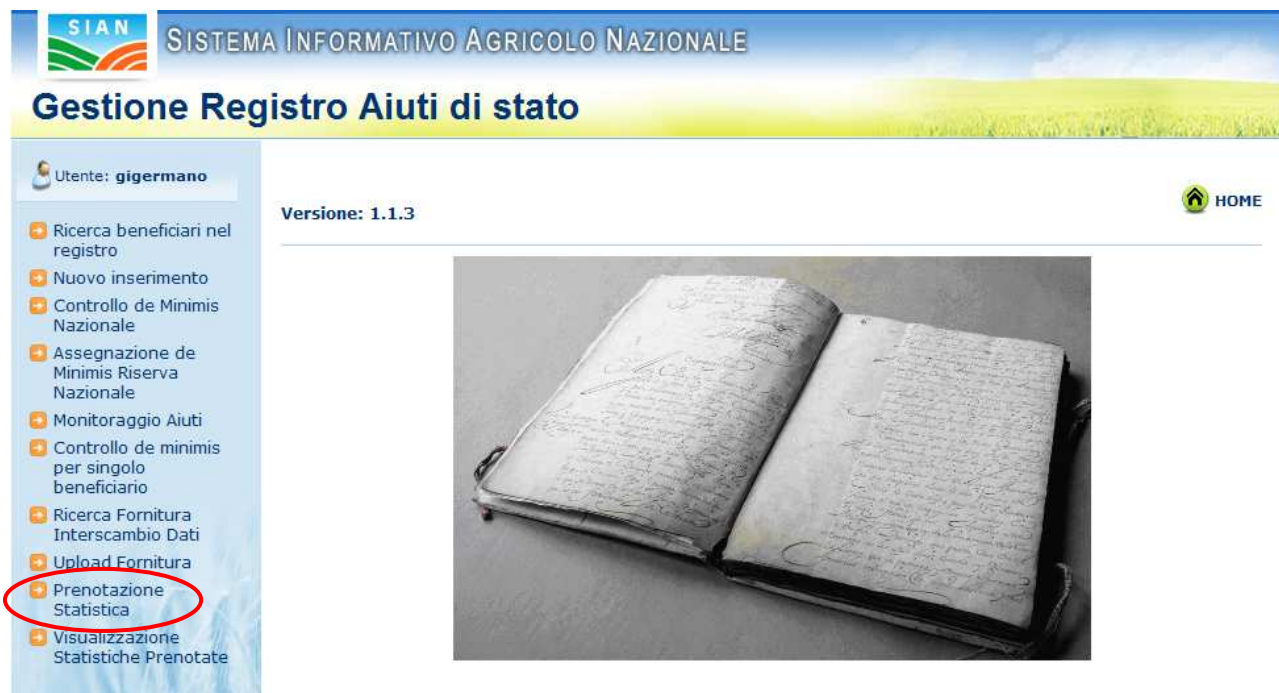 SIAN
SISTEMA INFORMATIVO AGRICOLO NAZIONALE
Gestione Registro Aiuti di stato
Utente: gigermano
HOME
Versione: 1.1.3
Ricerca beneficiari nel
registro
Nuovo inserimento
Controllo de Minimis
Nazionale
Assegnazione de
Minimis Riserva
Nazionale
Monitoraggio Aiuti
Controllo de minimis
per singolo
beneficiario
Ricerca Fornitura
Interscambio Dati
Upload Fornitura
Prenotazione
Statistica
Visualizzazione
Statistiche Prenotate